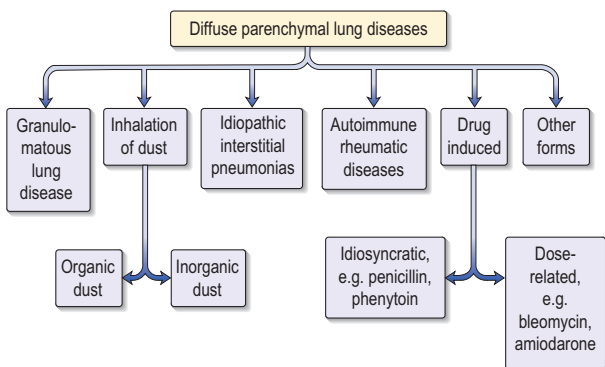 Diffuse parenchymal lung diseases
Granulo-
matous
lung
disease
Inhalation
of dust
Idiopathic
interstitial
pneumonias
Autoimmune
rheumatic
diseases
Drug
induced
Other
forms
Organic
dust
Inorganic
dust
Idiosyncratic,
e.g. penicillin,
phenytoin
Dose-
related,
e.g.
bleomycin,
amiodarone